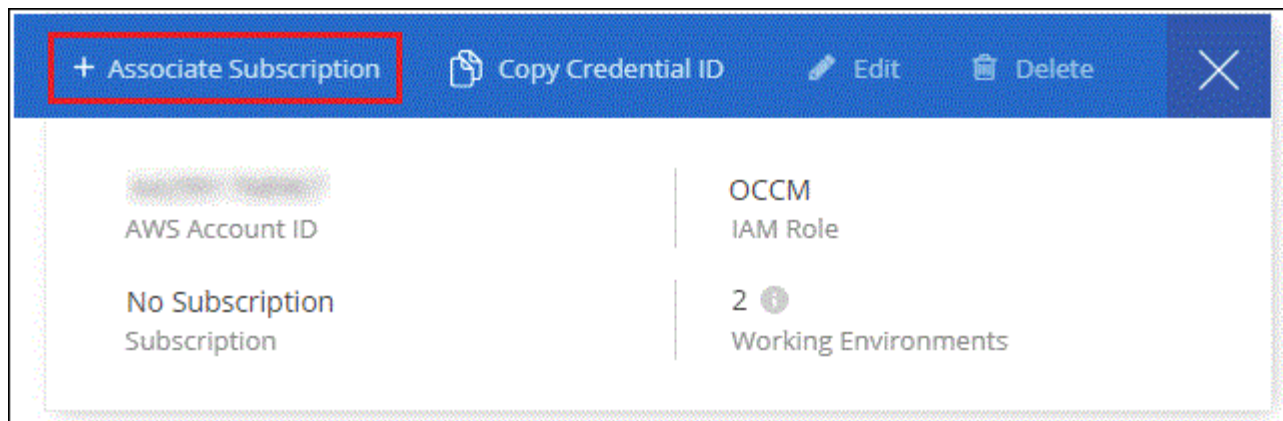 + Associate Subscription Copy Credential ID Edit Delete
OCCM
AWS Account ID IAM Role
No Subscription 2
Subscription Working Environments